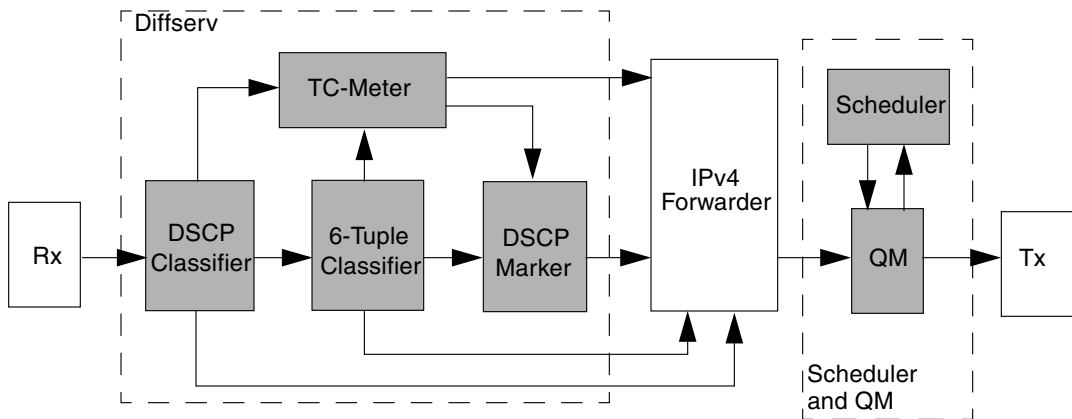 Diffserv
TC-Meter
Scheduler
IPv4
Forwarder
Rx
DSCP
Classifier
6-Tuple
Classifier
DSCP
Marker
QM
Tx
Scheduler
and QM